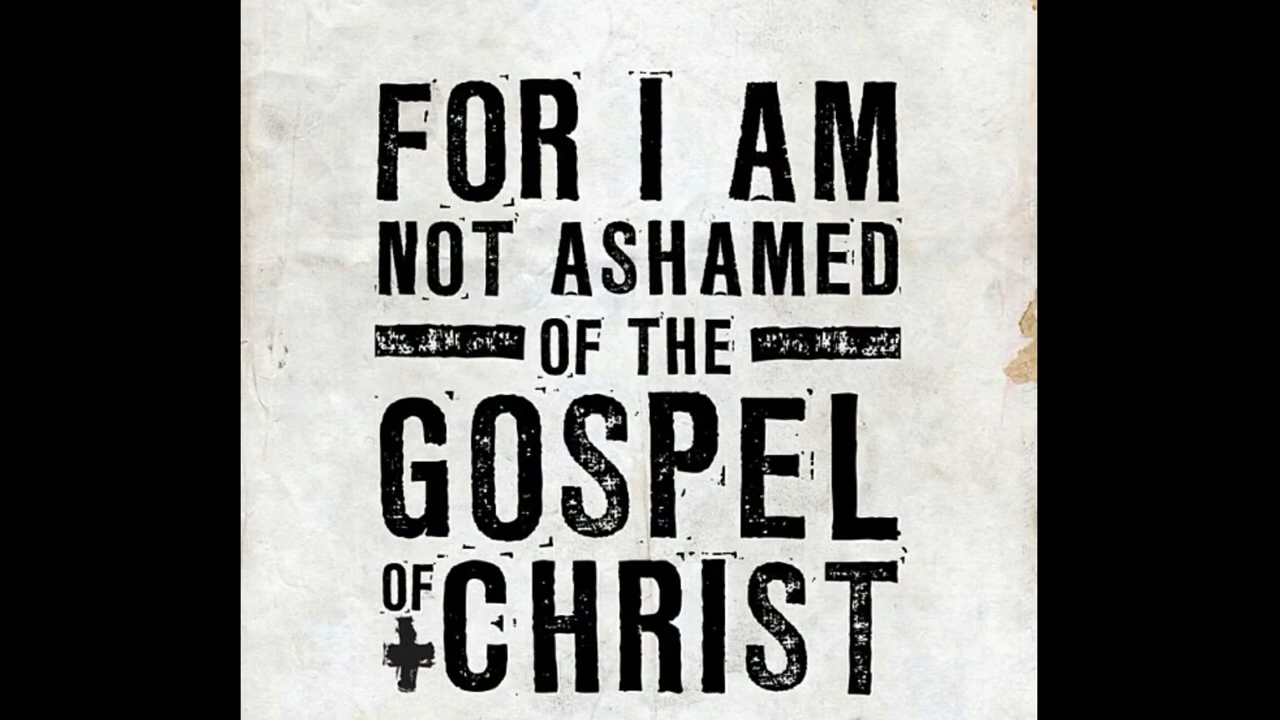 FOR I AM
NOT ASHAMED
OF THE
GOSPEL
OF
CHRIST